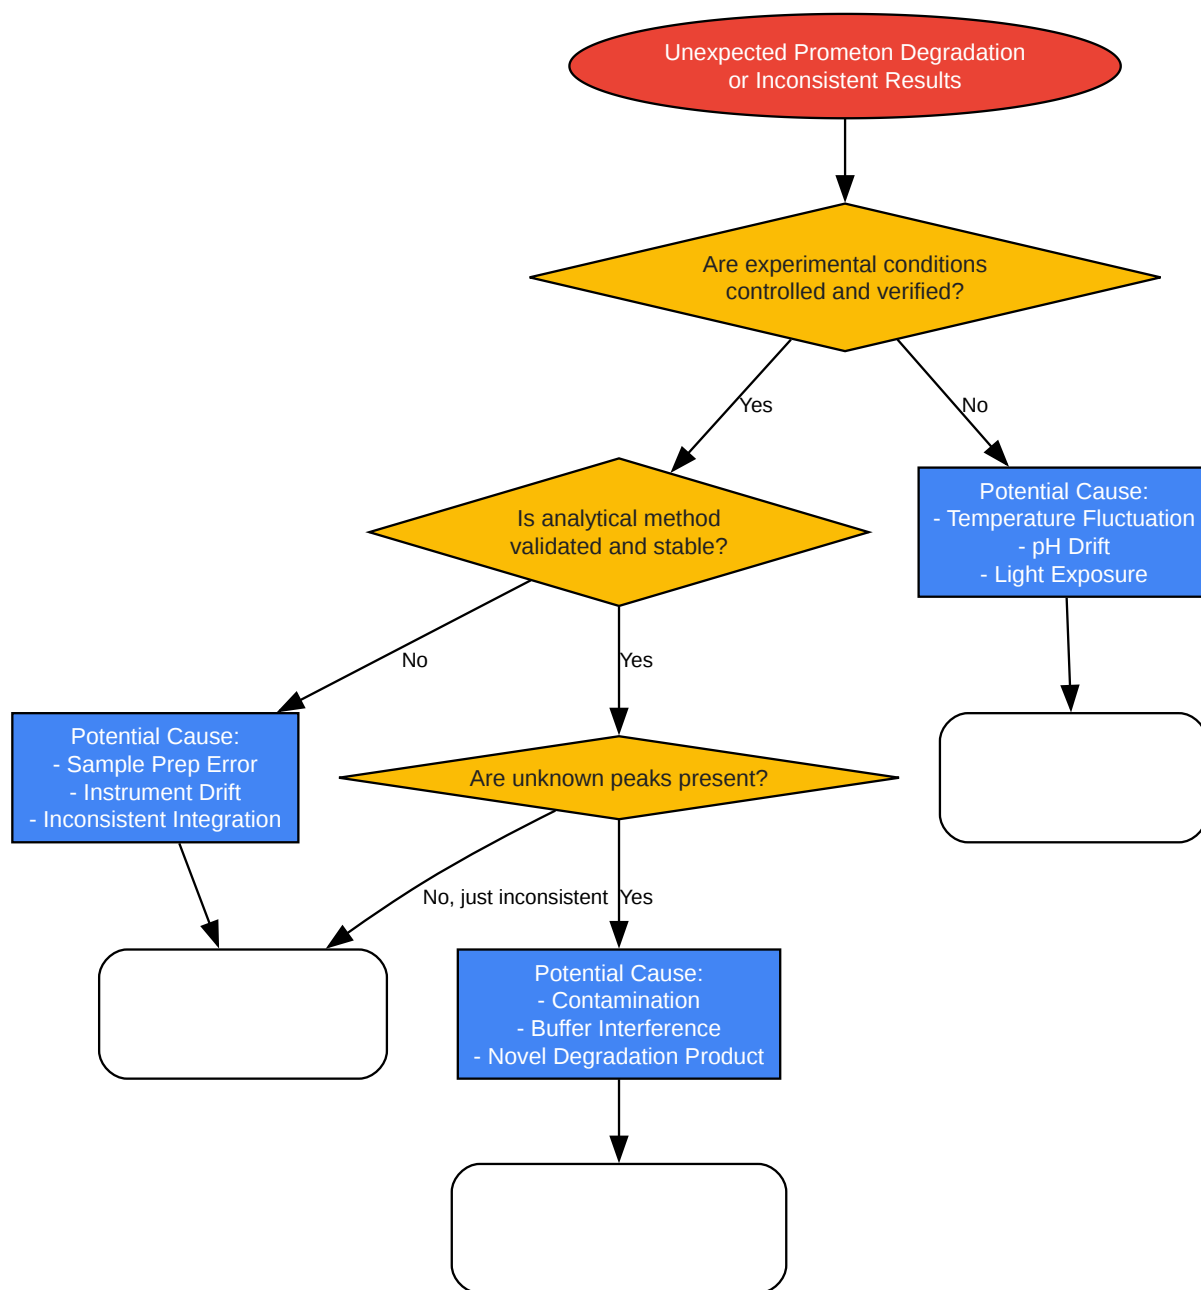 Unexpected Prometon Degradation
or Inconsistent Results
Are experimental conditions
controlled and verified?
Yes
No
Is analytical method
validated and stable?
Potential Cause:
- Temperature Fluctuation
- pH Drift
- Light Exposure
No
Yes
Potential Cause:
- Sample Prep Error
- Instrument Drift
- Inconsistent Integration
Are unknown peaks present?
No, just inconsistent
Yes
Potential Cause:
- Contamination
- Buffer Interference
- Novel Degradation Product